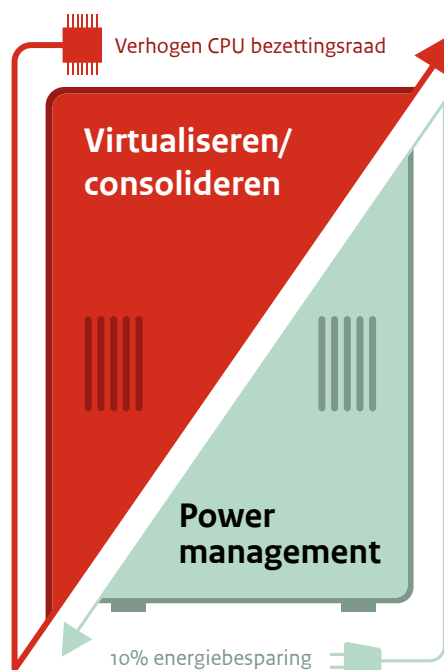 Verhogen CPU bezettingsraad
Virtualiseren/
consolideren
Power
management
10% energiebesparing